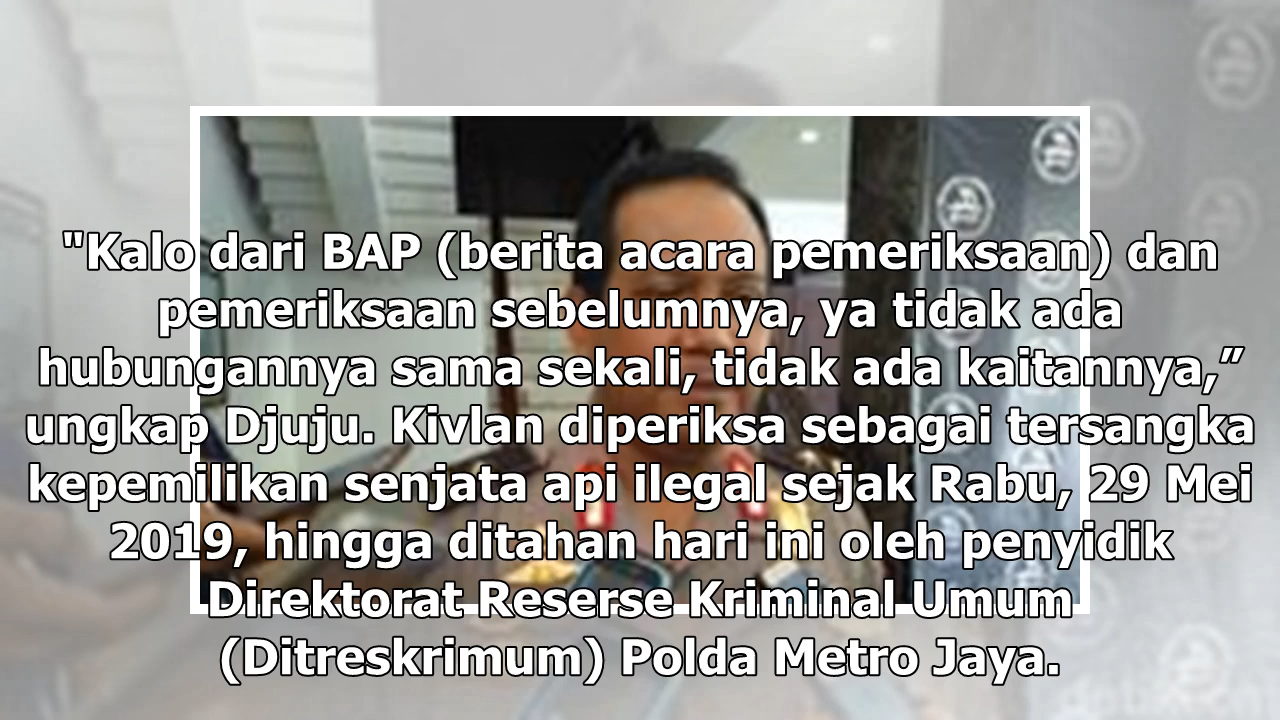 "Kalo dari BAP (berita acara pemeriksaan) dan
pemeriksaan sebelumnya, ya tidak ada
hubungannya sama sekali, tidak ada kaitannya,”
ungkap Djuju. Kivlan diperiksa sebagai tersangka
kepemilikan senjata api ilegal sejak Rabu, 29 Mei
2019, hingga ditahan hari ini oleh penyidik
Direktorat Reserse Kriminal Umum
(Ditreskrimum) Polda Metro Jaya.